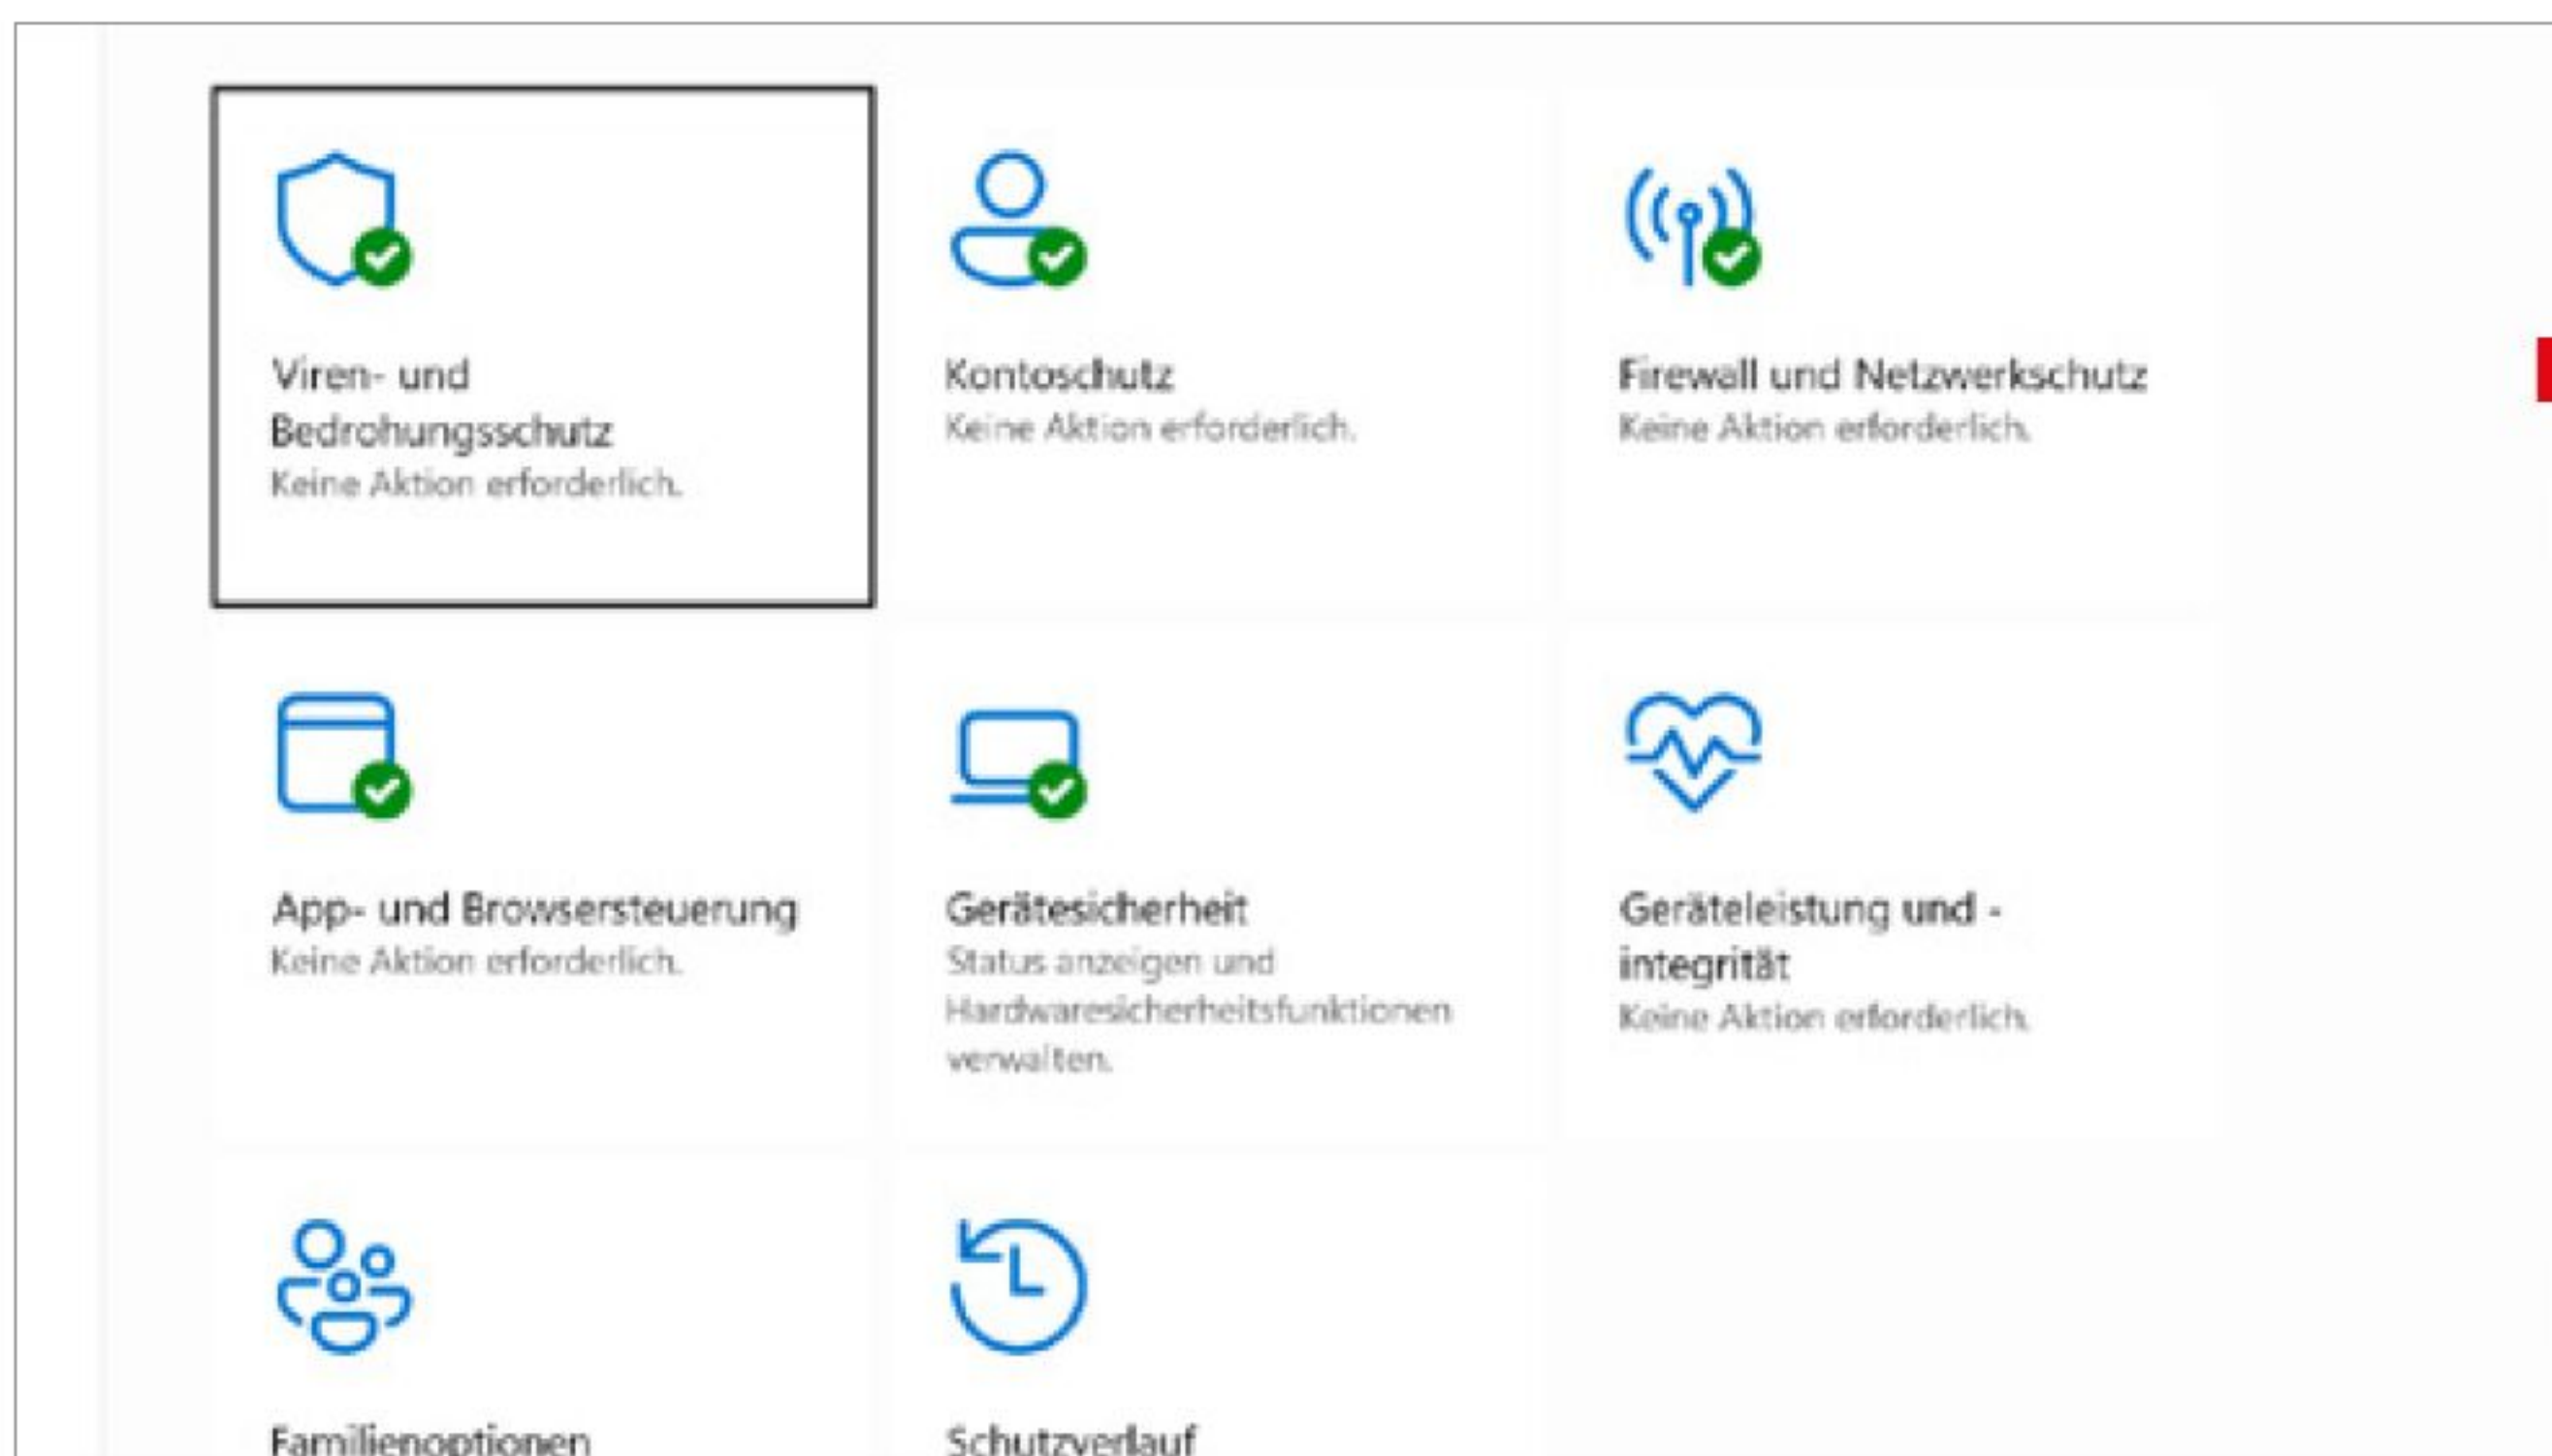 Viren- und
Bedrohungsschutz
Keine Aktion erforderlich.
Kontoschutz
Keine Aktion erforderlich.
Firewall und Netzwerkschutz
Keine Aktion erforderlich.
App- und Browsersteuerung
Keine Aktion erforderlich.
Gerätesicherheit
Status anzeigen und
Hardwaresicherheitsfunktionen
verwalten.
Geräteleistung und -
integrität
Keine Aktion erforderlich.
Familienoptionen
Schutzverlauf